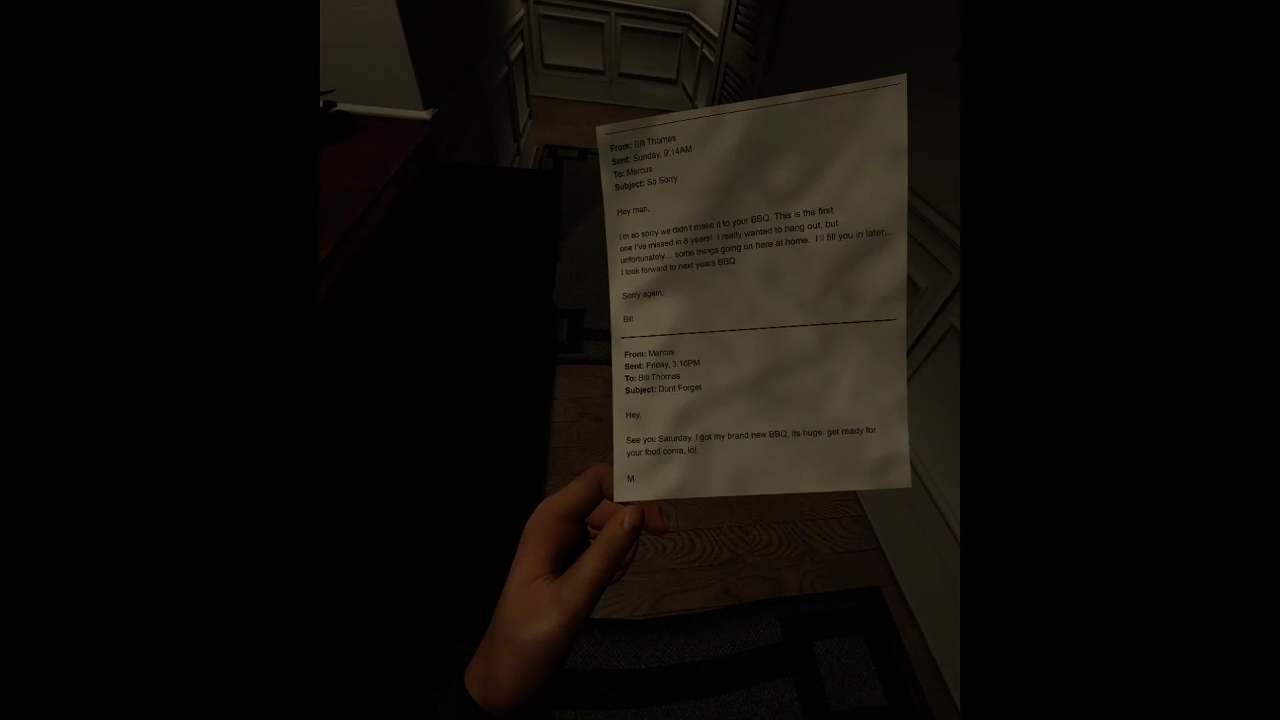 From: Bill Thomas
Sent: Sunday, 9:14AM
To: Marcus
Subject: So Sorry
Hey man,
I'm so sorry we didn't make it to your BBQ. This is the first
one I've missed in 8 years! I really wanted to hang out, but
unfortunately... some things going on here at home. I'll fill you in later...
I look forward to next years BBQ.
Sorry again,
Bill
From: Marcus
Sent: Friday, 3:16PM
To: Bill Thomas
Subject: Dont Forget
Hey,
See you Saturday. I got my brand new BBQ, its huge, get ready for
your food coma, lol.
M